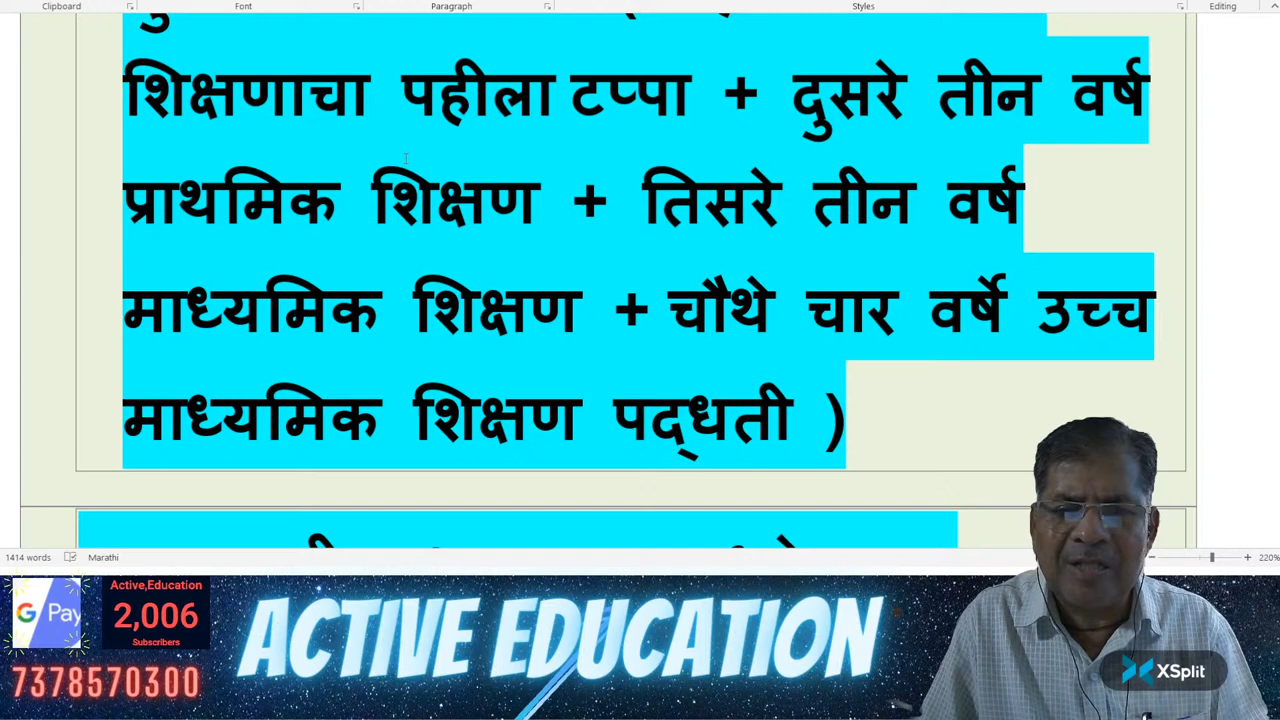 Clipboard Font Paragraph Styles Editing
शिक्षणाचा पहीला टप्पा + दुसरे तीन वर्ष
प्राथमिक शिक्षण + तिसरे तीन वर्ष
माध्यमिक शिक्षण + चौथे चार वर्षे उच्च
माध्यमिक शिक्षण पद्धती )
1414 words Marathi 220%
G Pay
Active,Education
2,006
Subscribers
7378570300
ACTIVE EDUCATION
XSplit